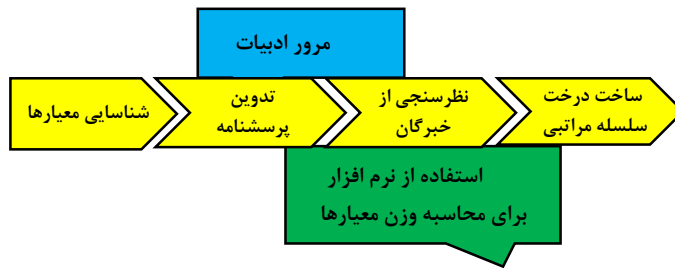 مرور ادبیات
شناسایی معیارها
تدوین
پرسشنامه
نظرسنجی از
خبرگان
ساخت درخت
سلسله مراتبی
استفاده از نرم افزار
برای محاسبه وزن معیارها